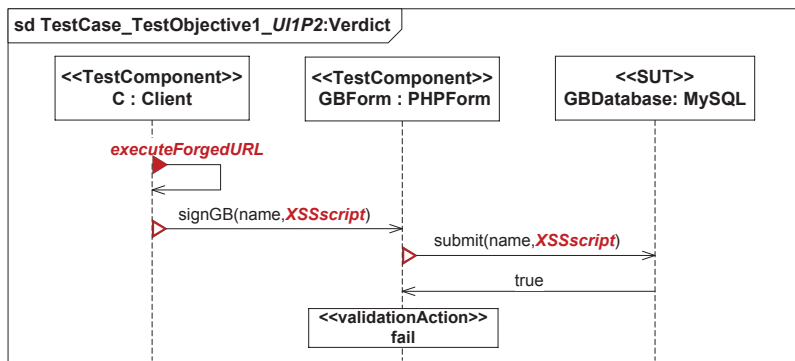 sd TestCase_TestObjective1_UI1P2:Verdict
<<TestComponent>>
C : Client
<<TestComponent>>
GBForm : PHPForm
<<SUT>>
GBDatabase: MySQL
executeForgedURL
signGB(name,XSSscript)
submit(name,XSSscript)
true
<<validationAction>>
fail